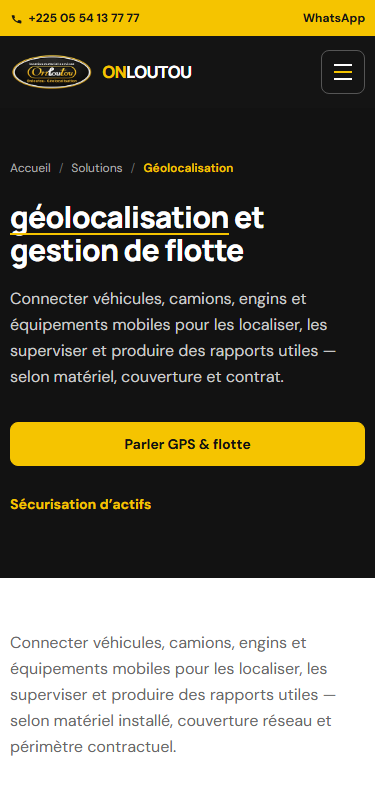 +225 05 54 13 77 77
WhatsApp
OnLoutou
ONLOUTOU
Accueil / Solutions / Géolocalisation
géolocalisation et
gestion de flotte
Connecter véhicules, camions, engins et
équipements mobiles pour les localiser, les
superviser et produire des rapports utiles —
selon matériel, couverture et contrat.
Parler GPS & flotte
Sécurisation d’actifs
Connecter véhicules, camions, engins et
équipements mobiles pour les localiser, les
superviser et produire des rapports utiles —
selon matériel installé, couverture réseau et
périmètre contractuel.